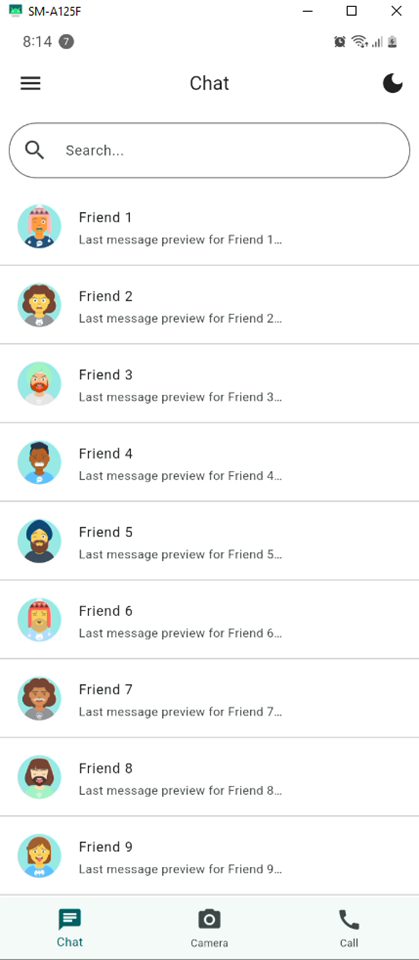 SM-A125F
8:14 7
Chat
Search...
Friend 1
Last message preview for Friend 1...
Friend 2
Last message preview for Friend 2...
Friend 3
Last message preview for Friend 3...
Friend 4
Last message preview for Friend 4...
Friend 5
Last message preview for Friend 5...
Friend 6
Last message preview for Friend 6...
Friend 7
Last message preview for Friend 7...
Friend 8
Last message preview for Friend 8...
Friend 9
Last message preview for Friend 9...
Chat Camera Call